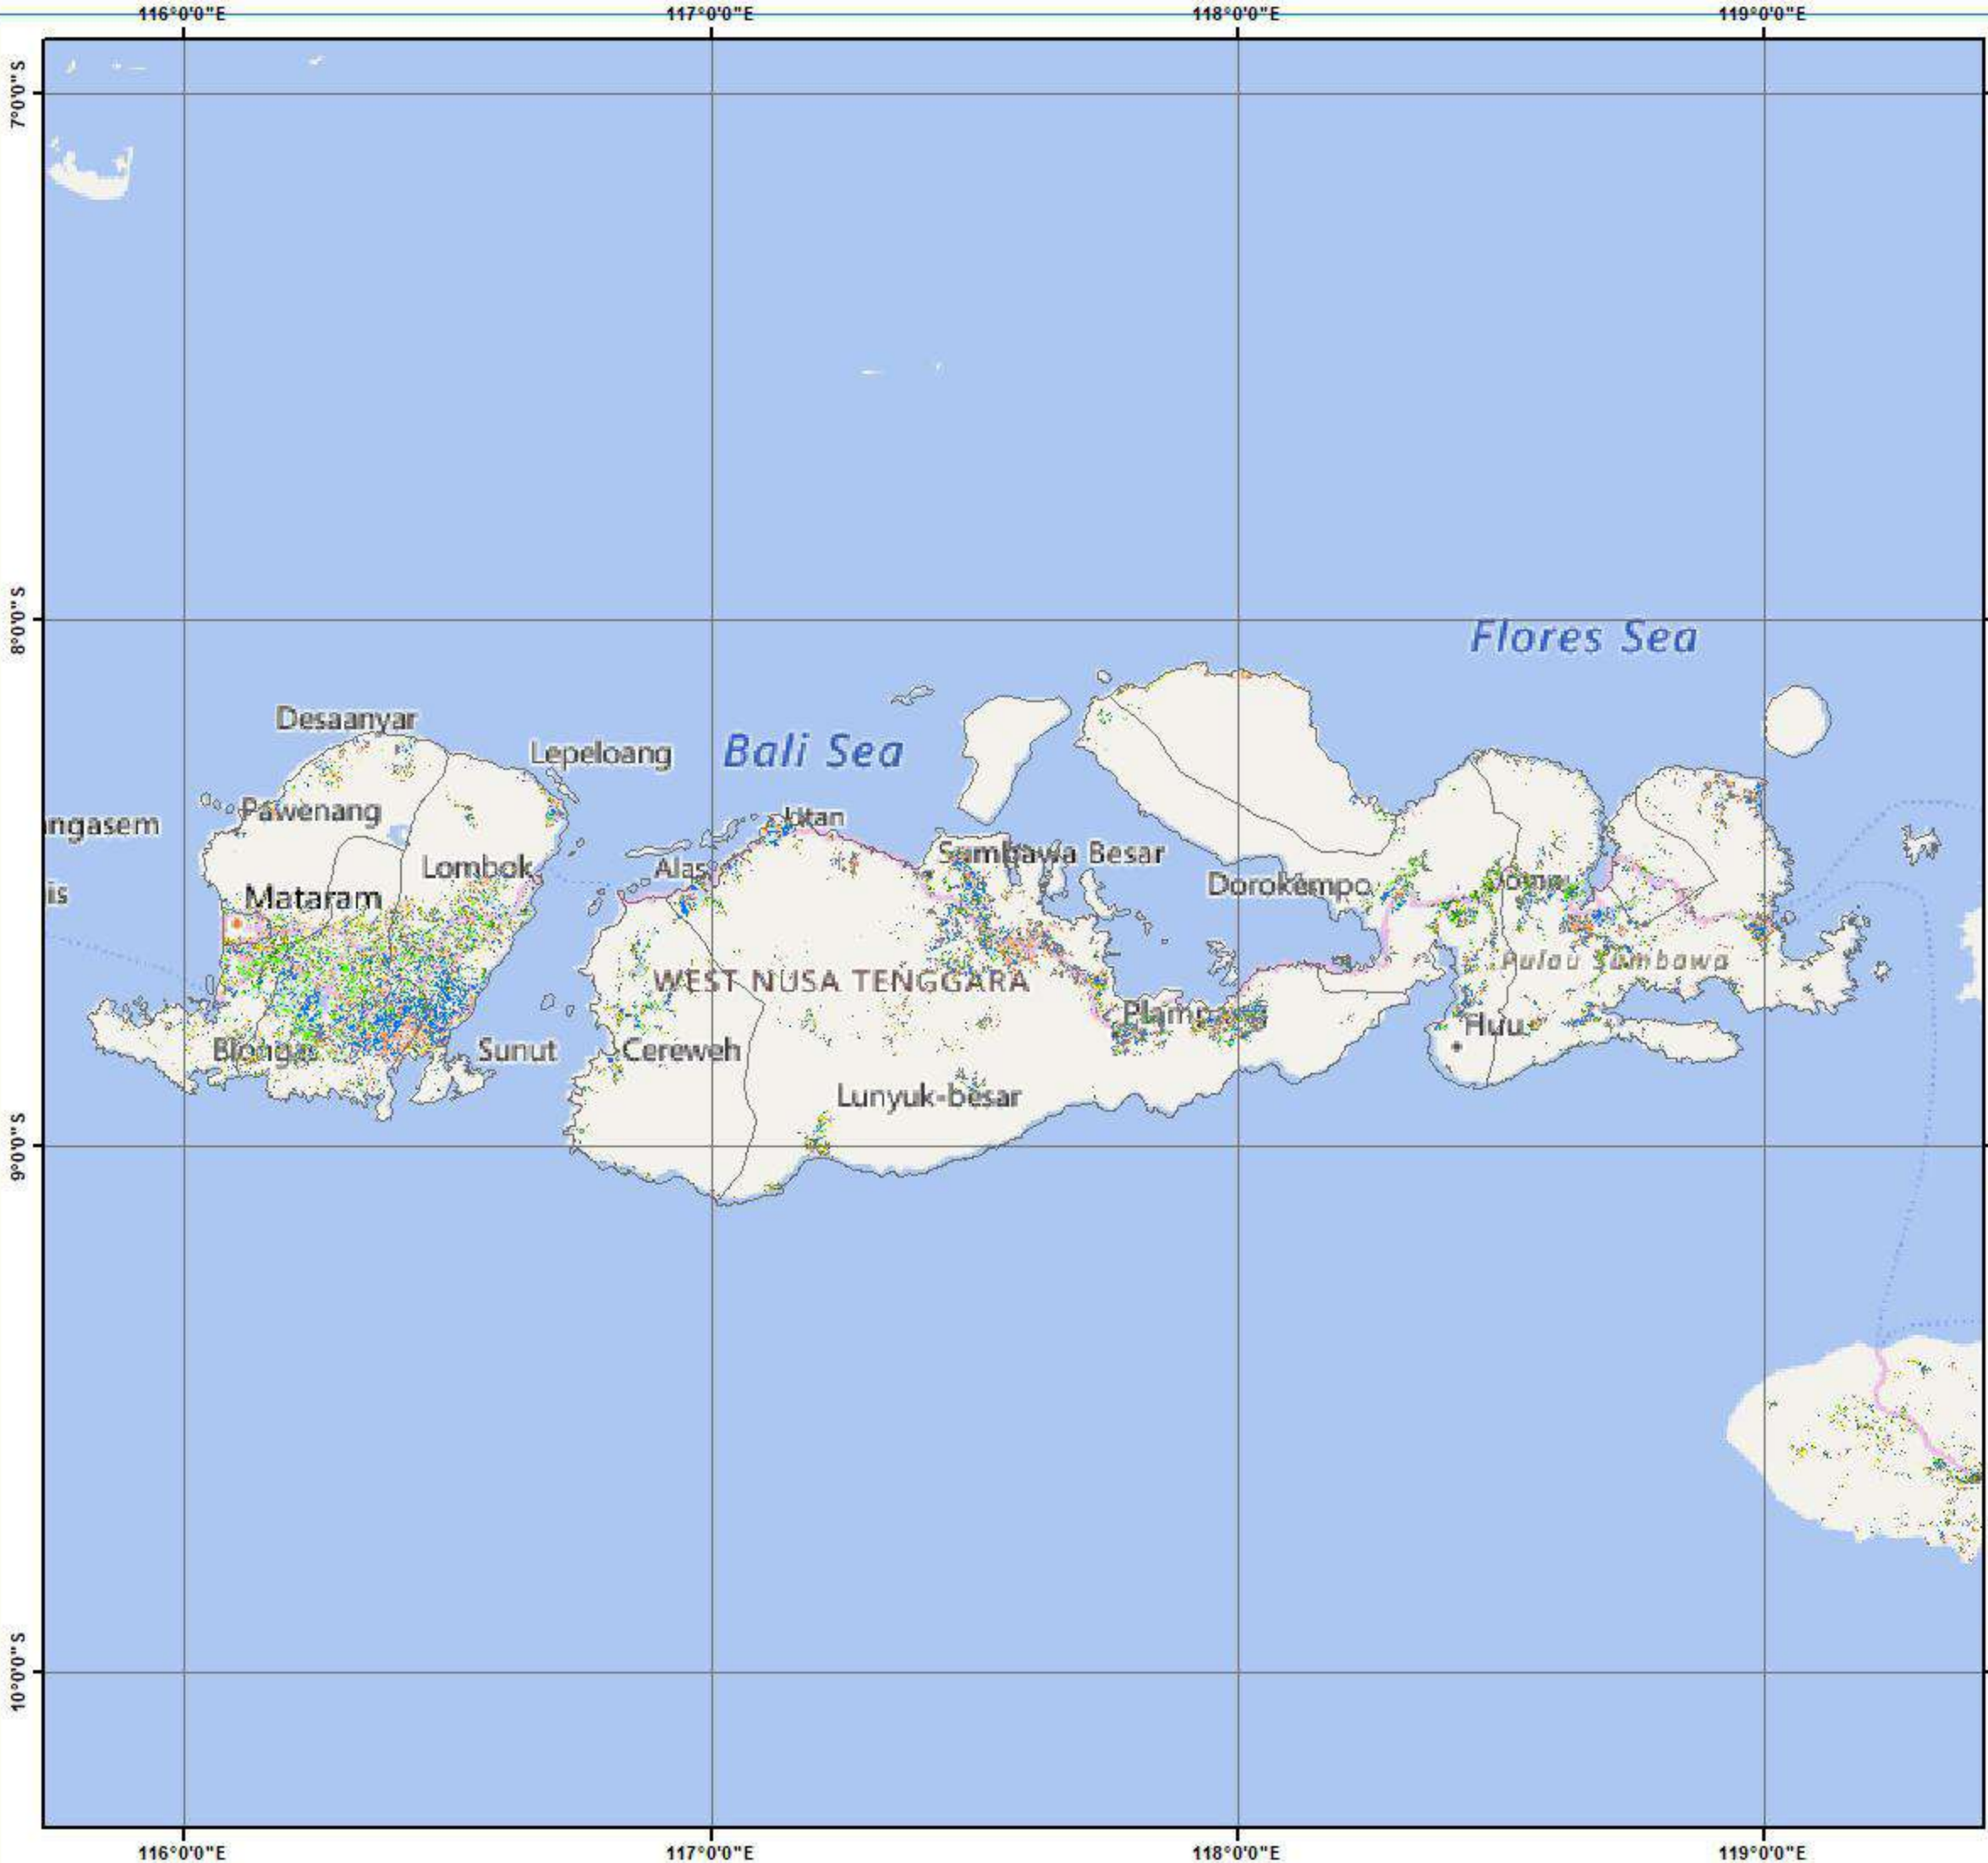 116°0'0"E 117°0'0"E 118°0'0"E 119°0'0"E
7°0'0"S
8°0'0"S
Flores Sea
Desaanyar
Bali Sea
Lepeloang
Pawenang
Utan
ngasem
Sumbawa Besar
Lombok
Alas
Dorokempo
is
Mataram
Pulau Sumbawa
WEST NUSA TENGGARA
Huu
Blongas
Sunut
Cereweh
Lunyuk-besar
9°0'0"S
10°0'0"S
116°0'0"E 117°0'0"E 118°0'0"E 119°0'0"E